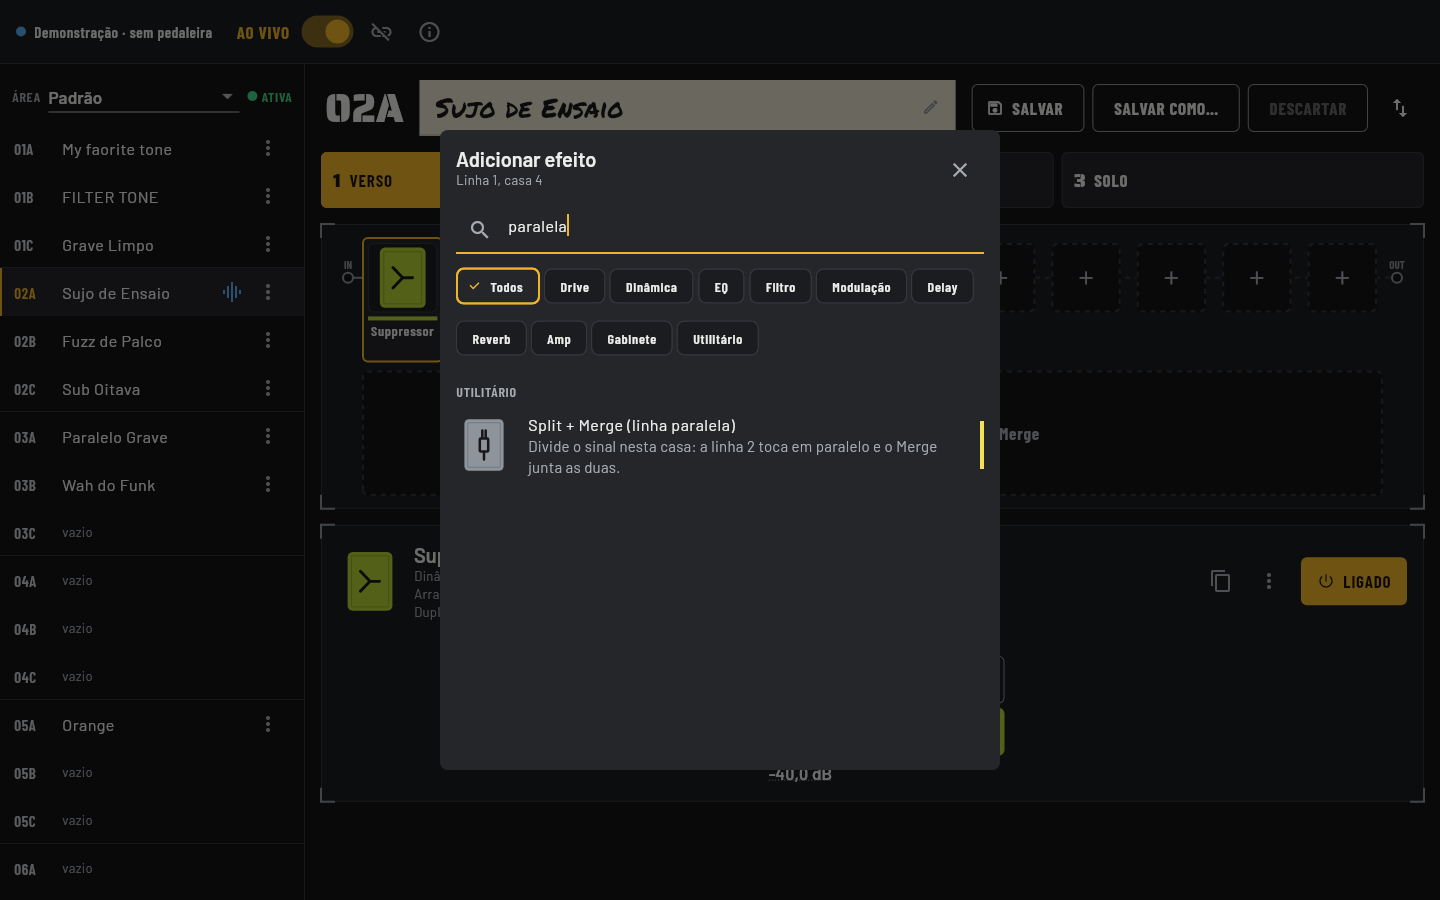 Demonstração · sem pedaleira
AO VIVO
ÁREA Padrão
ATIVA
01A My faorite tone
01B FILTER TONE
01C Grave Limpo
02A Sujo de Ensaio
02B Fuzz de Palco
02C Sub Oitava
03A Paralelo Grave
03B Wah do Funk
03C vazio
04A vazio
04B vazio
04C vazio
05A Orange
05B vazio
05C vazio
06A vazio
02A
Sujo de Ensaio
SALVAR
SALVAR COMO...
DESCARTAR
1 VERSO
3 SOLO
IN
Suppressor
OUT
Merge
Adicionar efeito
Linha 1, casa 4
paralela
Todos
Drive
Dinâmica
EQ
Filtro
Modulação
Delay
Reverb
Amp
Gabinete
Utilitário
UTILITÁRIO
Split + Merge (linha paralela)
Divide o sinal nesta casa: a linha 2 toca em paralelo e o Merge
junta as duas.
LIGADO
-40,0 dB